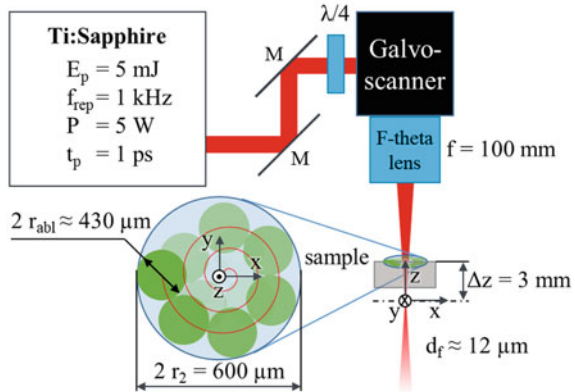 Ti:Sapphire
E_p = 5 mJ
f_rep = 1 kHz
P = 5 W
t_p = 1 ps
M
M
λ/4
Galvo-
scanner
F-theta
lens
f = 100 mm
2 r_abl ≈ 430 μm
y
x
z
sample
z
y
x
Δz = 3 mm
d_f ≈ 12 μm
2 r_2 = 600 μm